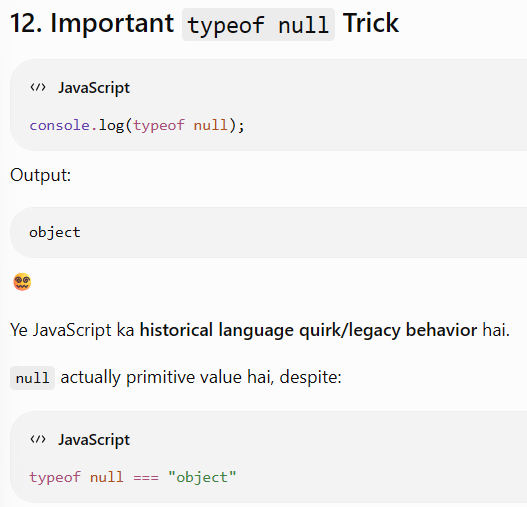 12. Important typeof null Trick
</> JavaScript
console.log(typeof null);
Output:
object
Ye JavaScript ka historical language quirk/legacy behavior hai.
null actually primitive value hai, despite:
</> JavaScript
typeof null === "object"